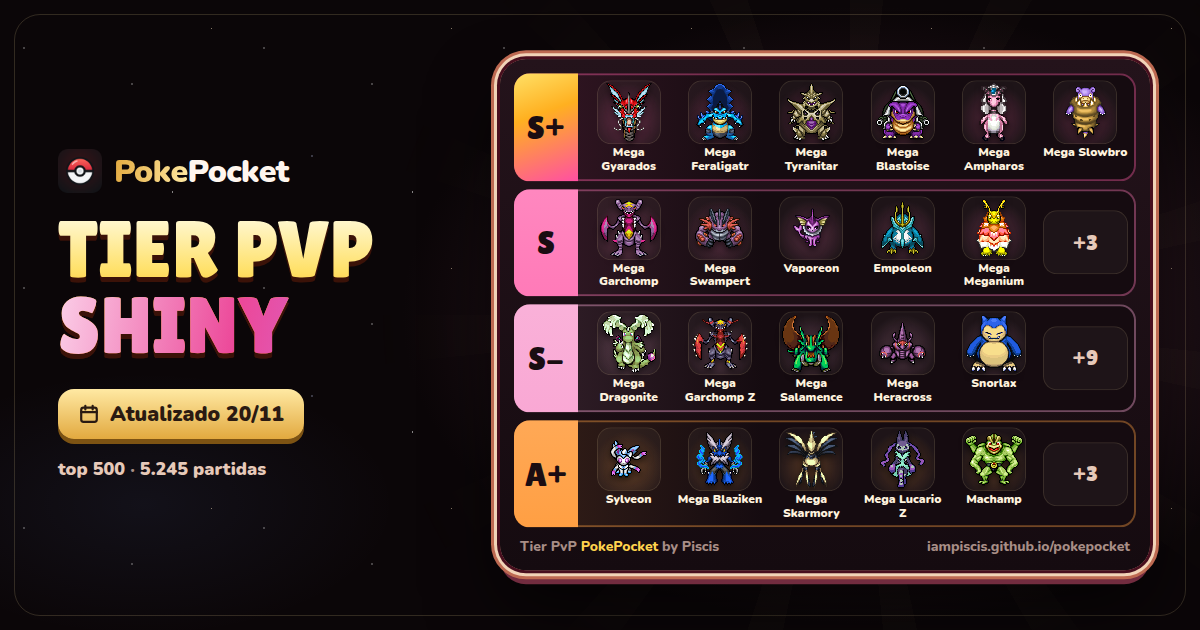 PokePocket
TIER PVP
SHINY
Atualizado 20/11
top 500 · 5.245 partidas
S+
Mega
Gyarados
Mega
Feraligatr
Mega
Tyranitar
Mega
Blastoise
Mega
Ampharos
Mega Slowbro
S
Mega
Garchomp
Mega
Swampert
Vaporeon
Empoleon
Mega
Meganium
+3
S−
Mega
Dragonite
Mega
Garchomp Z
Mega
Salamence
Mega
Heracross
Snorlax
+9
A+
Sylveon
Mega Blaziken
Mega
Skarmory
Mega Lucario
Z
Machamp
+3
Tier PvP PokePocket by Piscis
iampiscis.github.io/pokepocket